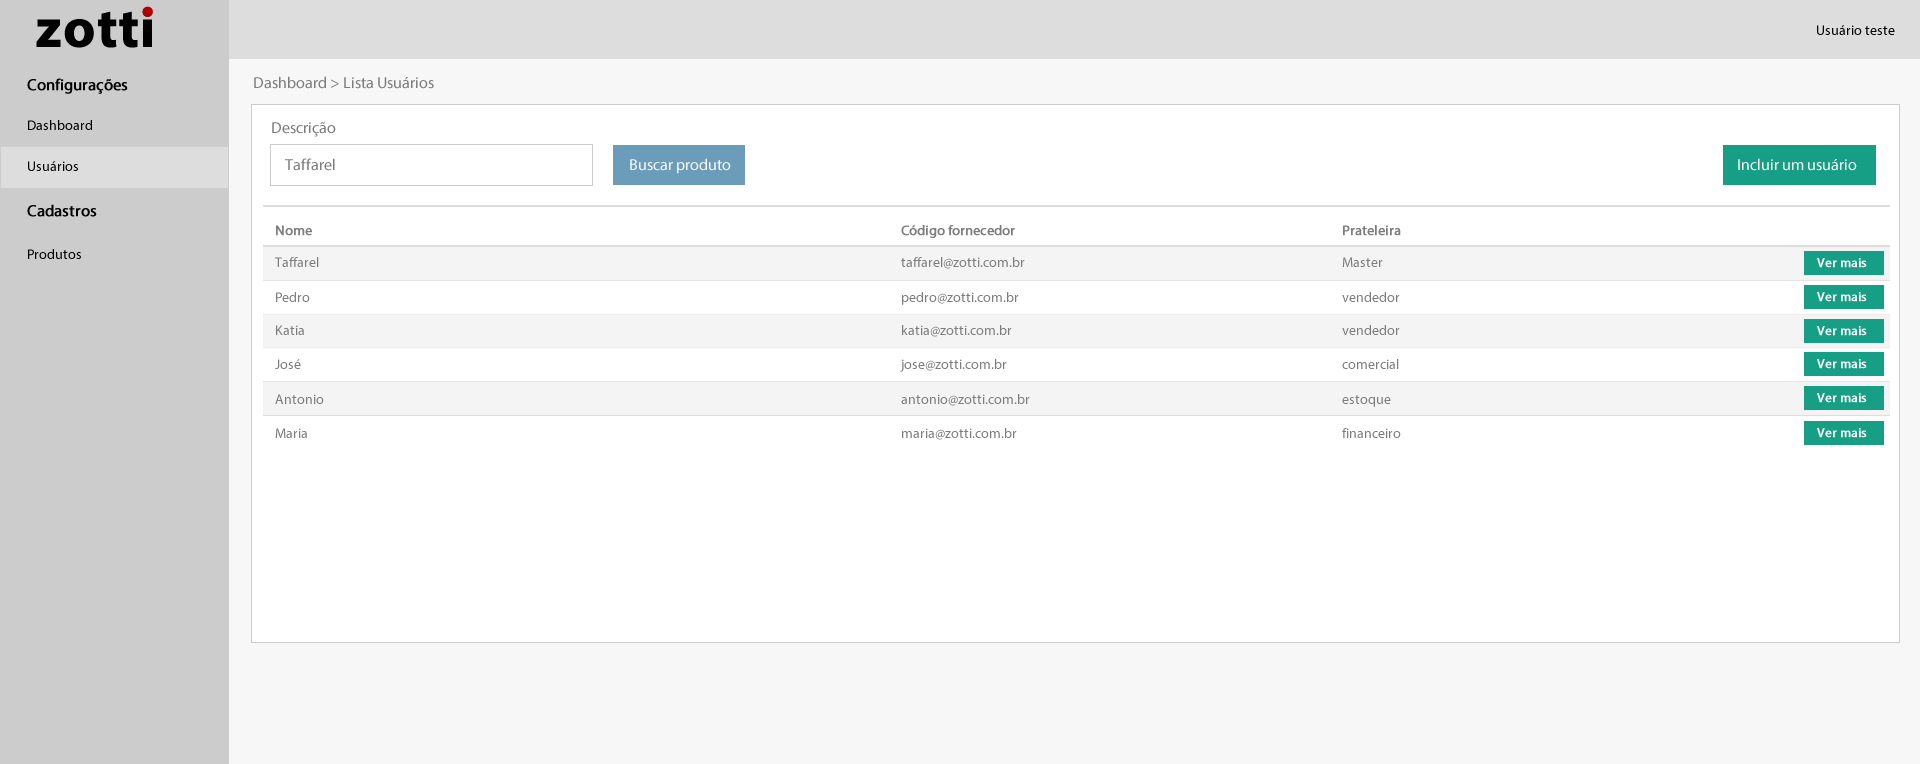 zotti
Usuário teste
Configurações
Dashboard
Usuários
Cadastros
Produtos
Dashboard > Lista Usuários
Descrição
Taffarel
Buscar produto
Incluir um usuário
Nome Código fornecedor Prateleira
Taffarel taffarel@zotti.com.br Master Ver mais
Pedro pedro@zotti.com.br vendedor Ver mais
Katia katia@zotti.com.br vendedor Ver mais
José jose@zotti.com.br comercial Ver mais
Antonio antonio@zotti.com.br estoque Ver mais
Maria maria@zotti.com.br financeiro Ver mais